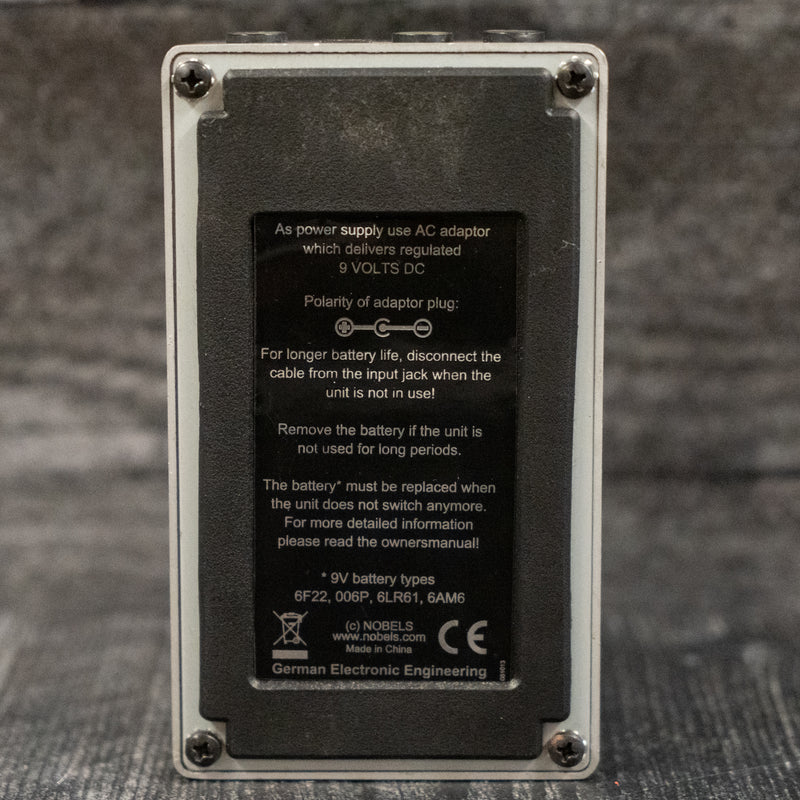 As power supply use AC adaptor
which delivers regulated
9 VOLTS DC
Polarity of adaptor plug:
For longer battery life, disconnect the
cable from the input jack when the
unit is not in use!
Remove the battery if the unit is
not used for long periods.
The battery* must be replaced when
the unit does not switch anymore.
For more detailed information
please read the ownersmanual!
* 9V battery types
6F22, 006P, 6LR61, 6AM6
(c) NOBELS
www.nobels.com
Made in China
CE
German Electronic Engineering